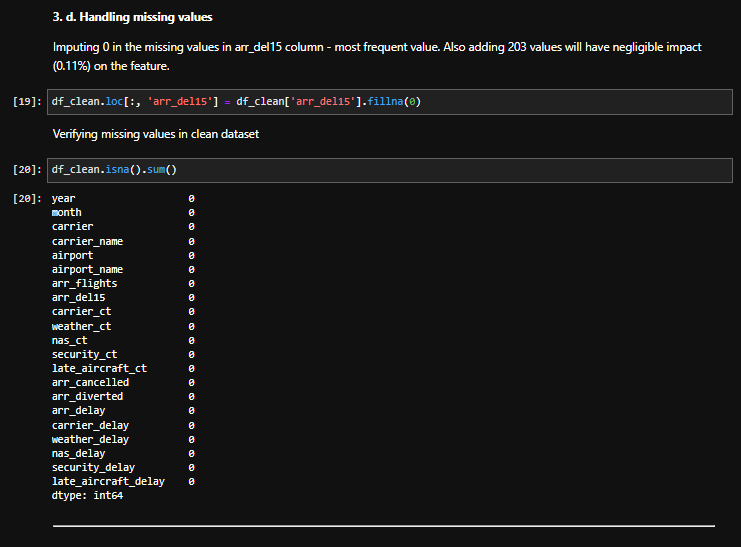 3. d. Handling missing values
Imputing 0 in the missing values in arr_del15 column - most frequent value. Also adding 203 values will have negligible impact
(0.11%) on the feature.
[19]: df_clean.loc[:, 'arr_del15'] = df_clean['arr_del15'].fillna(0)
Verifying missing values in clean dataset
[20]: df_clean.isna().sum()
[20]: year 0
month 0
carrier 0
carrier_name 0
airport 0
airport_name 0
arr_flights 0
arr_del15 0
carrier_ct 0
weather_ct 0
nas_ct 0
security_ct 0
late_aircraft_ct 0
arr_cancelled 0
arr_diverted 0
arr_delay 0
carrier_delay 0
weather_delay 0
nas_delay 0
security_delay 0
late_aircraft_delay 0
dtype: int64